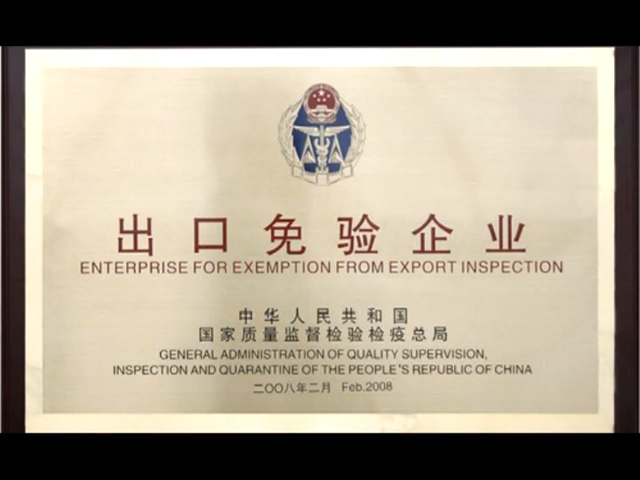 出口免验企业
ENTERPRISE FOR EXEMPTION FROM EXPORT INSPECTION
中华人民共和国
国家质量监督检验检疫总局
GENERAL ADMINISTRATION OF QUALITY SUPERVISION,
INSPECTION AND QUARANTINE OF THE PEOPLE'S REPUBLIC OF CHINA
二OO八年二月 Feb.2008